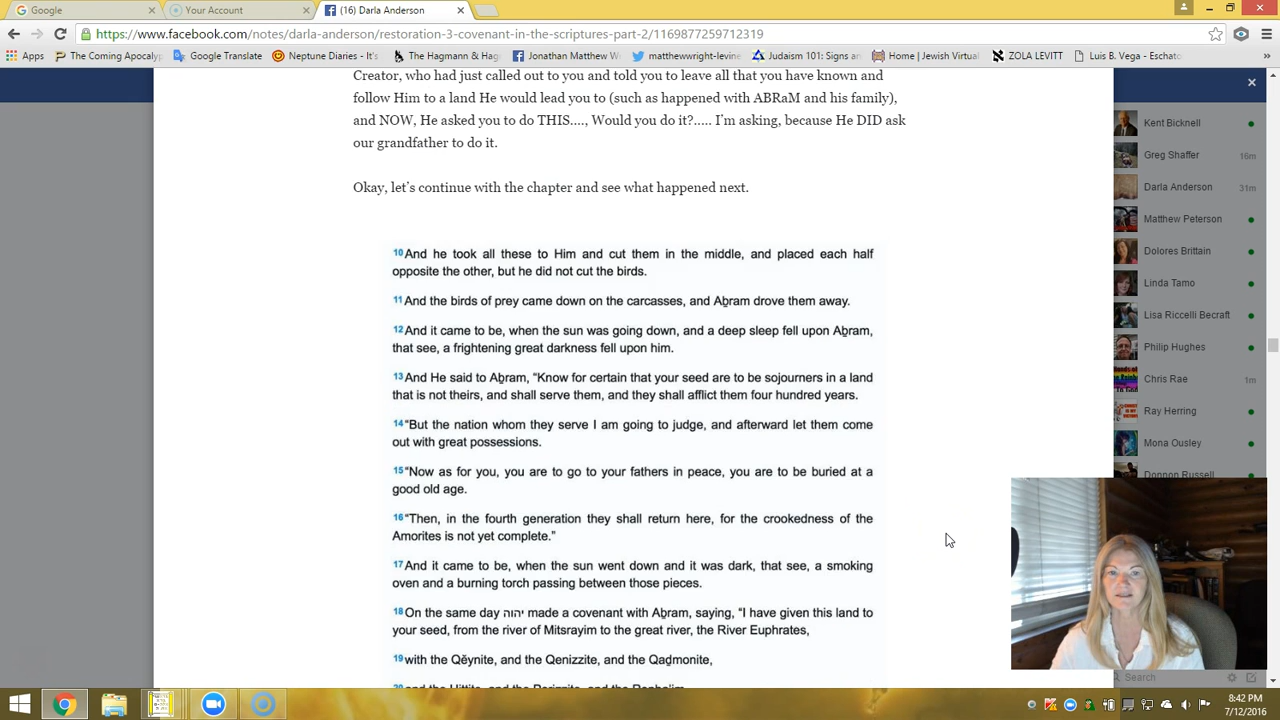 Google
Your Account
(16) Darla Anderson
https://www.facebook.com/notes/darla-anderson/restoration-3-covenant-in-the-scriptures-part-2/1169877259712319
Apps
The Coming Apocalyp
Google Translate
Neptune Diaries - It's
The Hagmann & Hag
Jonathan Matthew W
matthewwright-levine
Judaism 101: Signs an
Home | Jewish Virtual
ZOLA LEVITT
Luis B. Vega - Eschato
Creator, who had just called out to you and told you to leave all that you have known and
follow Him to a land He would lead you to (such as happened with ABRaM and his family),
and NOW, He asked you to do THIS...., Would you do it?..... I'm asking, because He DID ask
our grandfather to do it.
Okay, let's continue with the chapter and see what happened next.
10And he took all these to Him and cut them in the middle, and placed each half
opposite the other, but he did not cut the birds.
11And the birds of prey came down on the carcasses, and Aḇram drove them away.
12And it came to be, when the sun was going down, and a deep sleep fell upon Aḇram,
that see, a frightening great darkness fell upon him.
13And He said to Aḇram, “Know for certain that your seed are to be sojourners in a land
that is not theirs, and shall serve them, and they shall afflict them four hundred years.
14“But the nation whom they serve I am going to judge, and afterward let them come
out with great possessions.
15“Now as for you, you are to go to your fathers in peace, you are to be buried at a
good old age.
16“Then, in the fourth generation they shall return here, for the crookedness of the
Amorites is not yet complete.”
17And it came to be, when the sun went down and it was dark, that see, a smoking
oven and a burning torch passing between those pieces.
18On the same day יהוה made a covenant with Aḇram, saying, “I have given this land to
your seed, from the river of Mitsrayim to the great river, the River Euphrates,
19with the Qĕynite, and the Qenizzite, and the Qaḏmonite,
Kent Bicknell
Greg Shaffer 16m
Darla Anderson 31m
Matthew Peterson
Dolores Brittain
Linda Tamo
Lisa Riccelli Becraft
Philip Hughes
Chris Rae 1m
Ray Herring
Mona Ousley
Donnon Russell
Search
8:42 PM
7/12/2016